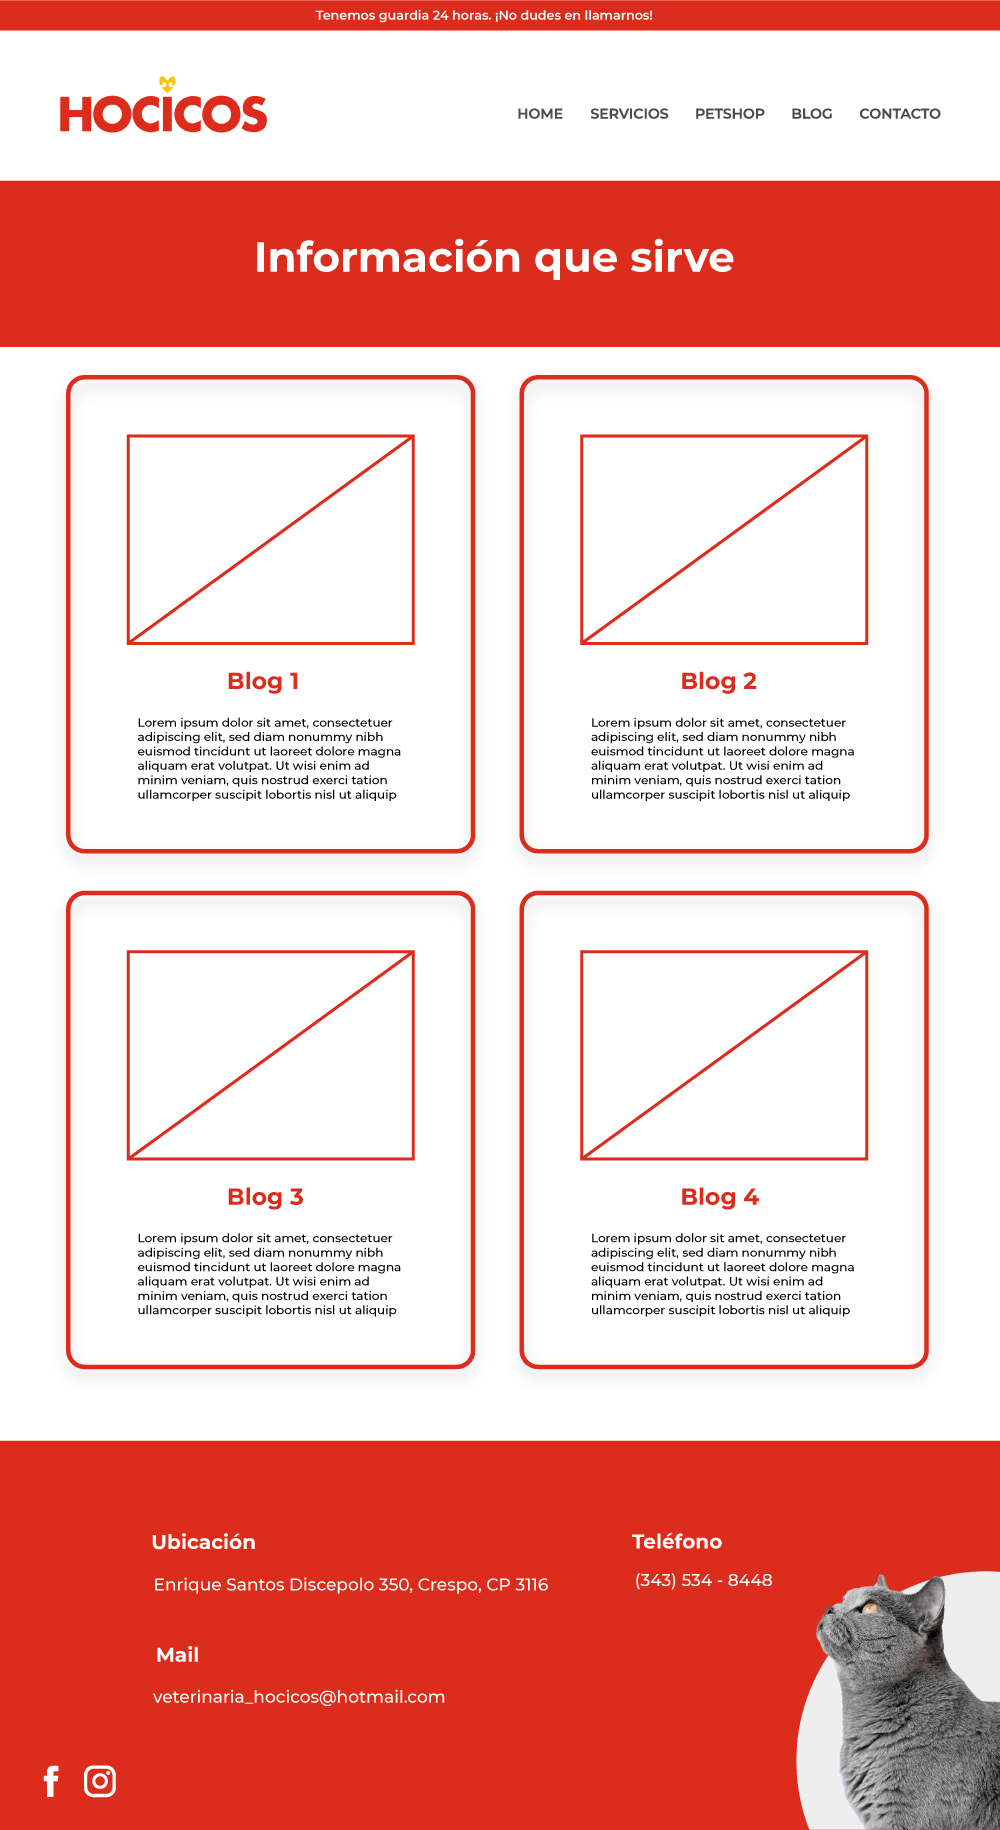 Tenemos guardia 24 horas. ¡No dudes en llamarnos!
HOCICOS
HOME SERVICIOS PETSHOP BLOG CONTACTO
Información que sirve
Blog 1
Lorem ipsum dolor sit amet, consectetuer
adipiscing elit, sed diam nonummy nibh
euismod tincidunt ut laoreet dolore magna
aliquam erat volutpat. Ut wisi enim ad
minim veniam, quis nostrud exerci tation
ullamcorper suscipit lobortis nisl ut aliquip
Blog 2
Lorem ipsum dolor sit amet, consectetuer
adipiscing elit, sed diam nonummy nibh
euismod tincidunt ut laoreet dolore magna
aliquam erat volutpat. Ut wisi enim ad
minim veniam, quis nostrud exerci tation
ullamcorper suscipit lobortis nisl ut aliquip
Blog 3
Lorem ipsum dolor sit amet, consectetuer
adipiscing elit, sed diam nonummy nibh
euismod tincidunt ut laoreet dolore magna
aliquam erat volutpat. Ut wisi enim ad
minim veniam, quis nostrud exerci tation
ullamcorper suscipit lobortis nisl ut aliquip
Blog 4
Lorem ipsum dolor sit amet, consectetuer
adipiscing elit, sed diam nonummy nibh
euismod tincidunt ut laoreet dolore magna
aliquam erat volutpat. Ut wisi enim ad
minim veniam, quis nostrud exerci tation
ullamcorper suscipit lobortis nisl ut aliquip
Ubicación
Enrique Santos Discepolo 350, Crespo, CP 3116
Teléfono
(343) 534 - 8448
Mail
veterinaria_hocicos@hotmail.com